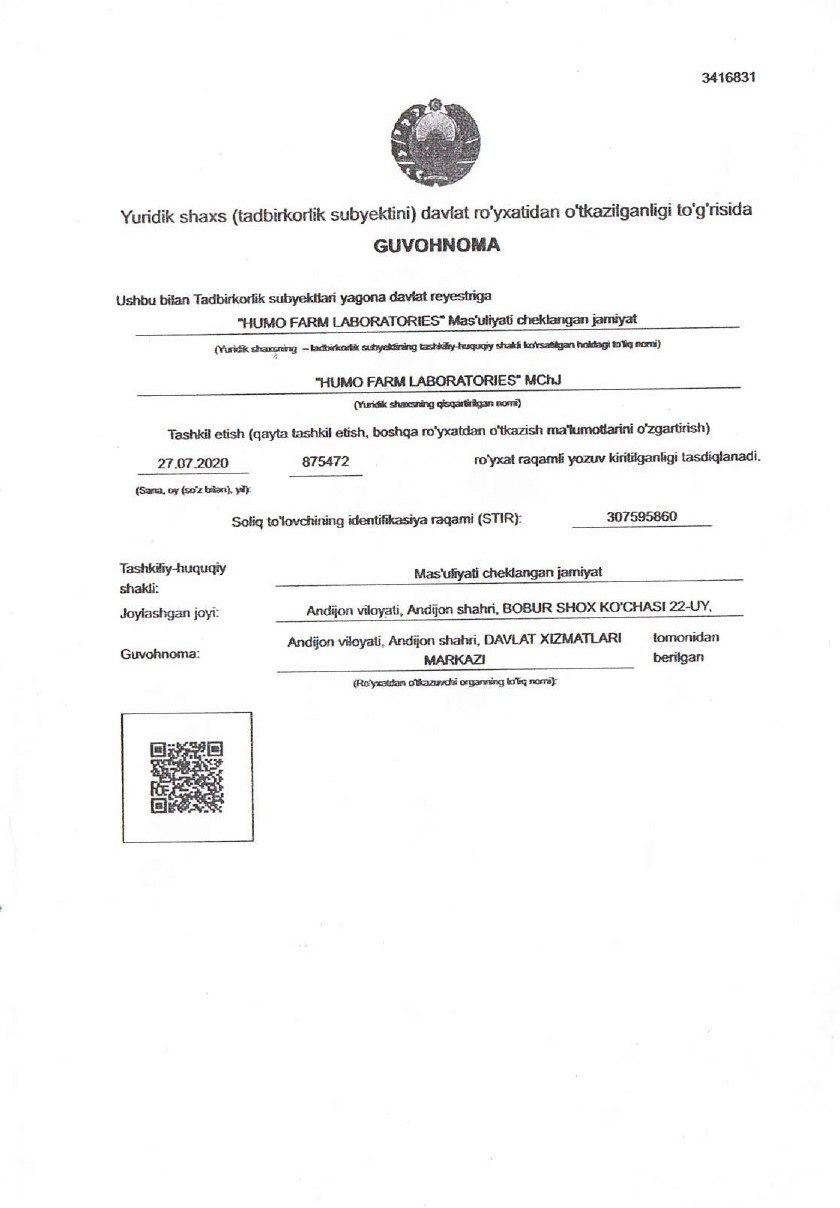 3416831
Yuridik shaxs (tadbirkorlik subyektini) davlat ro'yxatidan o'tkazilganligi to'g'risida
GUVOHNOMA
Ushbu bilan Tadbirkorlik subyektlari yagona davlat reyestriga
"HUMO FARM LABORATORIES" Mas'uliyati cheklangan jamiyat
(Yuridik shaxsning – tadbirkorlik subyektining tashkiliy-huquqiy shakli ko'rsatilgan holdagi to'liq nomi)
"HUMO FARM LABORATORIES" MChJ
(Yuridik shaxsning qisqartirilgan nomi)
Tashkil etish (qayta tashkil etish, boshqa ro'yxatdan o'tkazish ma'lumotlarini o'zgartirish)
27.07.2020 875472 ro'yxat raqamli yozuv kiritilganligi tasdiqlanadi.
(Sana, oy (so'z bilan), yil):
Soliq to'lovchining identifikasiya raqami (STIR): 307595860
Tashkiliy-huquqiy
shakli: Mas'uliyati cheklangan jamiyat
Joylashgan joyi: Andijon viloyati, Andijon shahri, BOBUR SHOX KO'CHASI 22-UY,
Guvohnoma: Andijon viloyati, Andijon shahri, DAVLAT XIZMATLARI tomonidan
MARKAZI berilgan
(Ro'yxatdan o'tkazuvchi organning to'liq nomi):